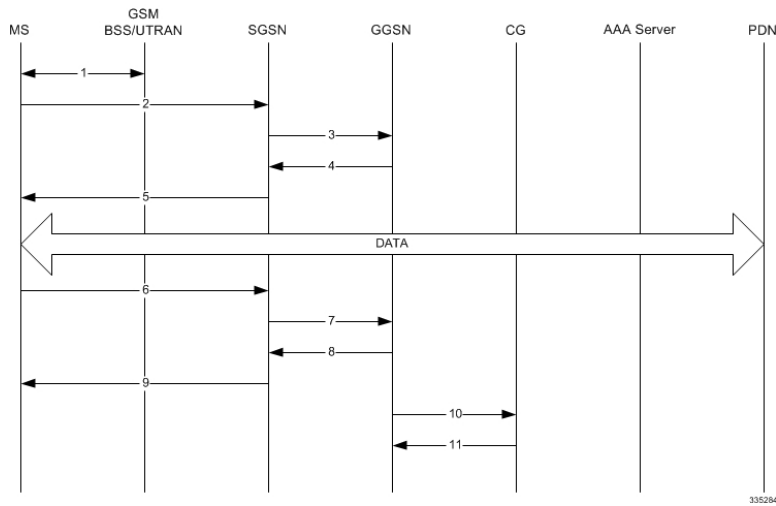 MS
GSM
BSS/UTRAN
SGSN
GGSN
CG
AAA Server
PDN
1
2
3
4
5
DATA
6
7
8
9
10
11
335284